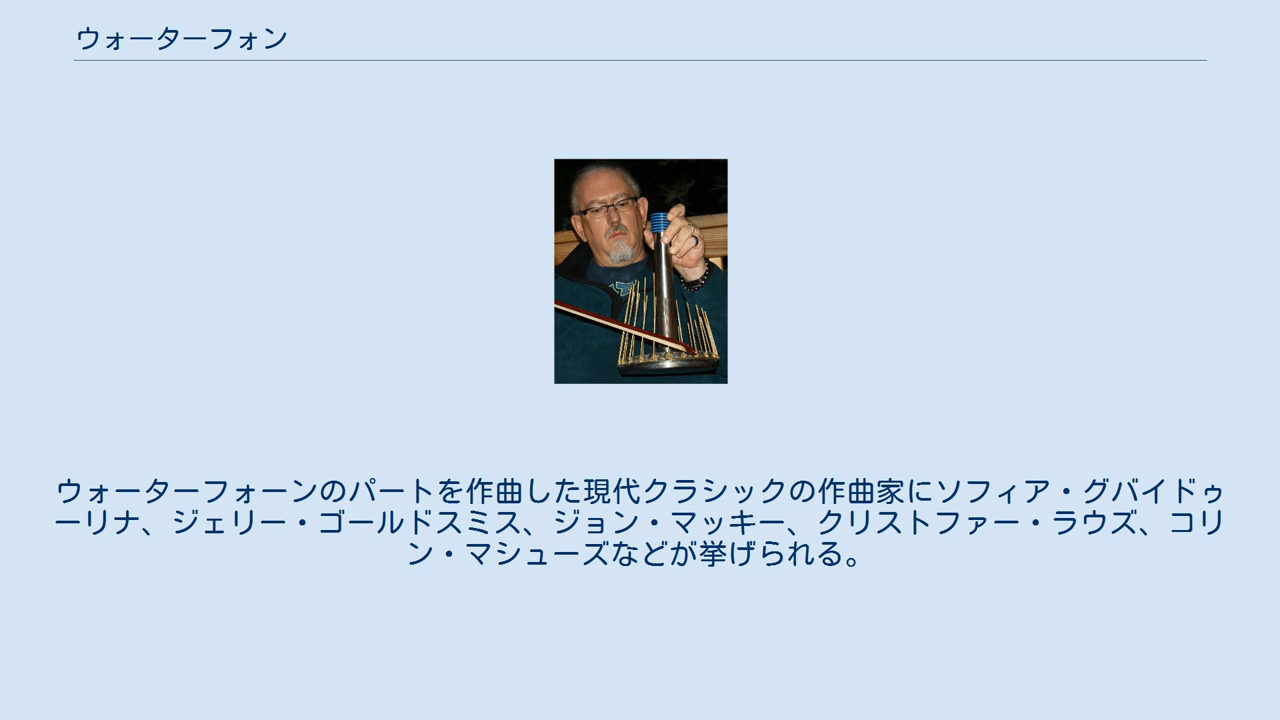 ウォーターフォン
ウォーターフォーンのパートを作曲した現代クラシックの作曲家にソフィア・グバイドゥ
ーリナ、ジェリー・ゴールドスミス、ジョン・マッキー、クリストファー・ラウズ、コリ
ン・マシューズなどが挙げられる。